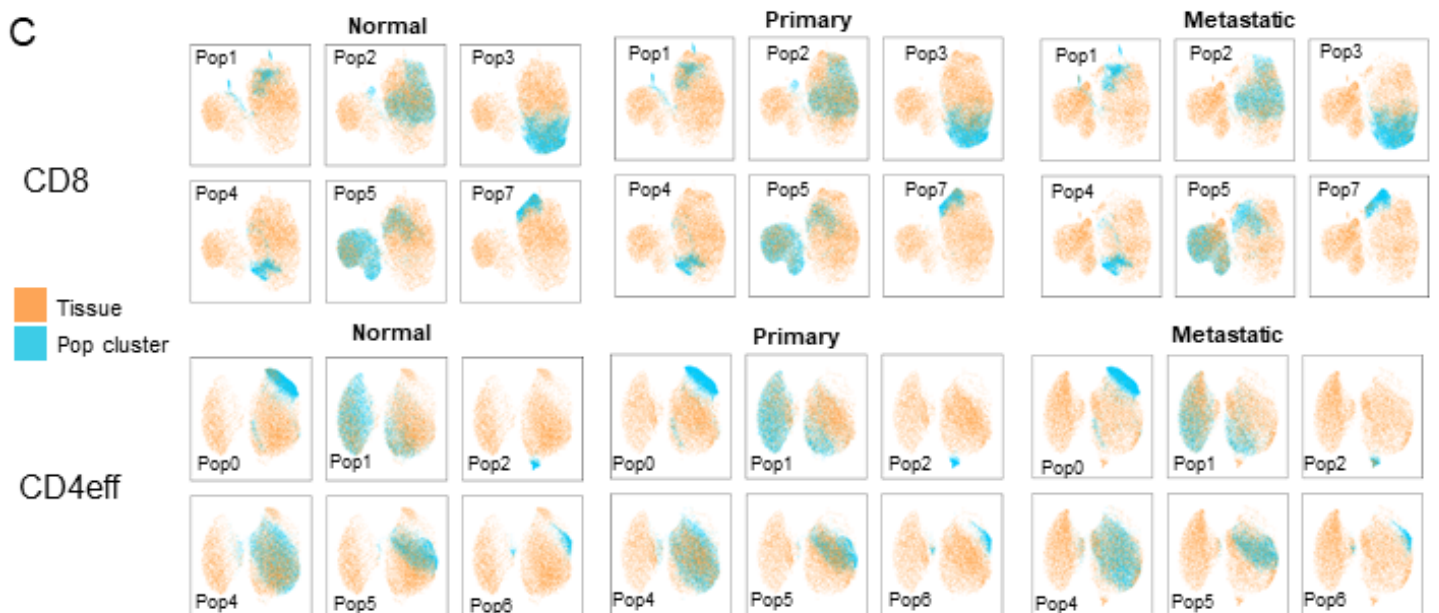 C
Normal Primary Metastatic
Pop1 Pop2 Pop3 Pop1 Pop2 Pop3 Pop1 Pop2 Pop3
CD8
Pop4 Pop5 Pop7 Pop4 Pop5 Pop7 Pop4 Pop5 Pop7
Tissue
Pop cluster
Normal Primary Metastatic
Pop0 Pop1 Pop2 Pop0 Pop1 Pop2 Pop0 Pop1 Pop2
CD4eff
Pop4 Pop5 Pop6 Pop4 Pop5 Pop6 Pop4 Pop5 Pop6